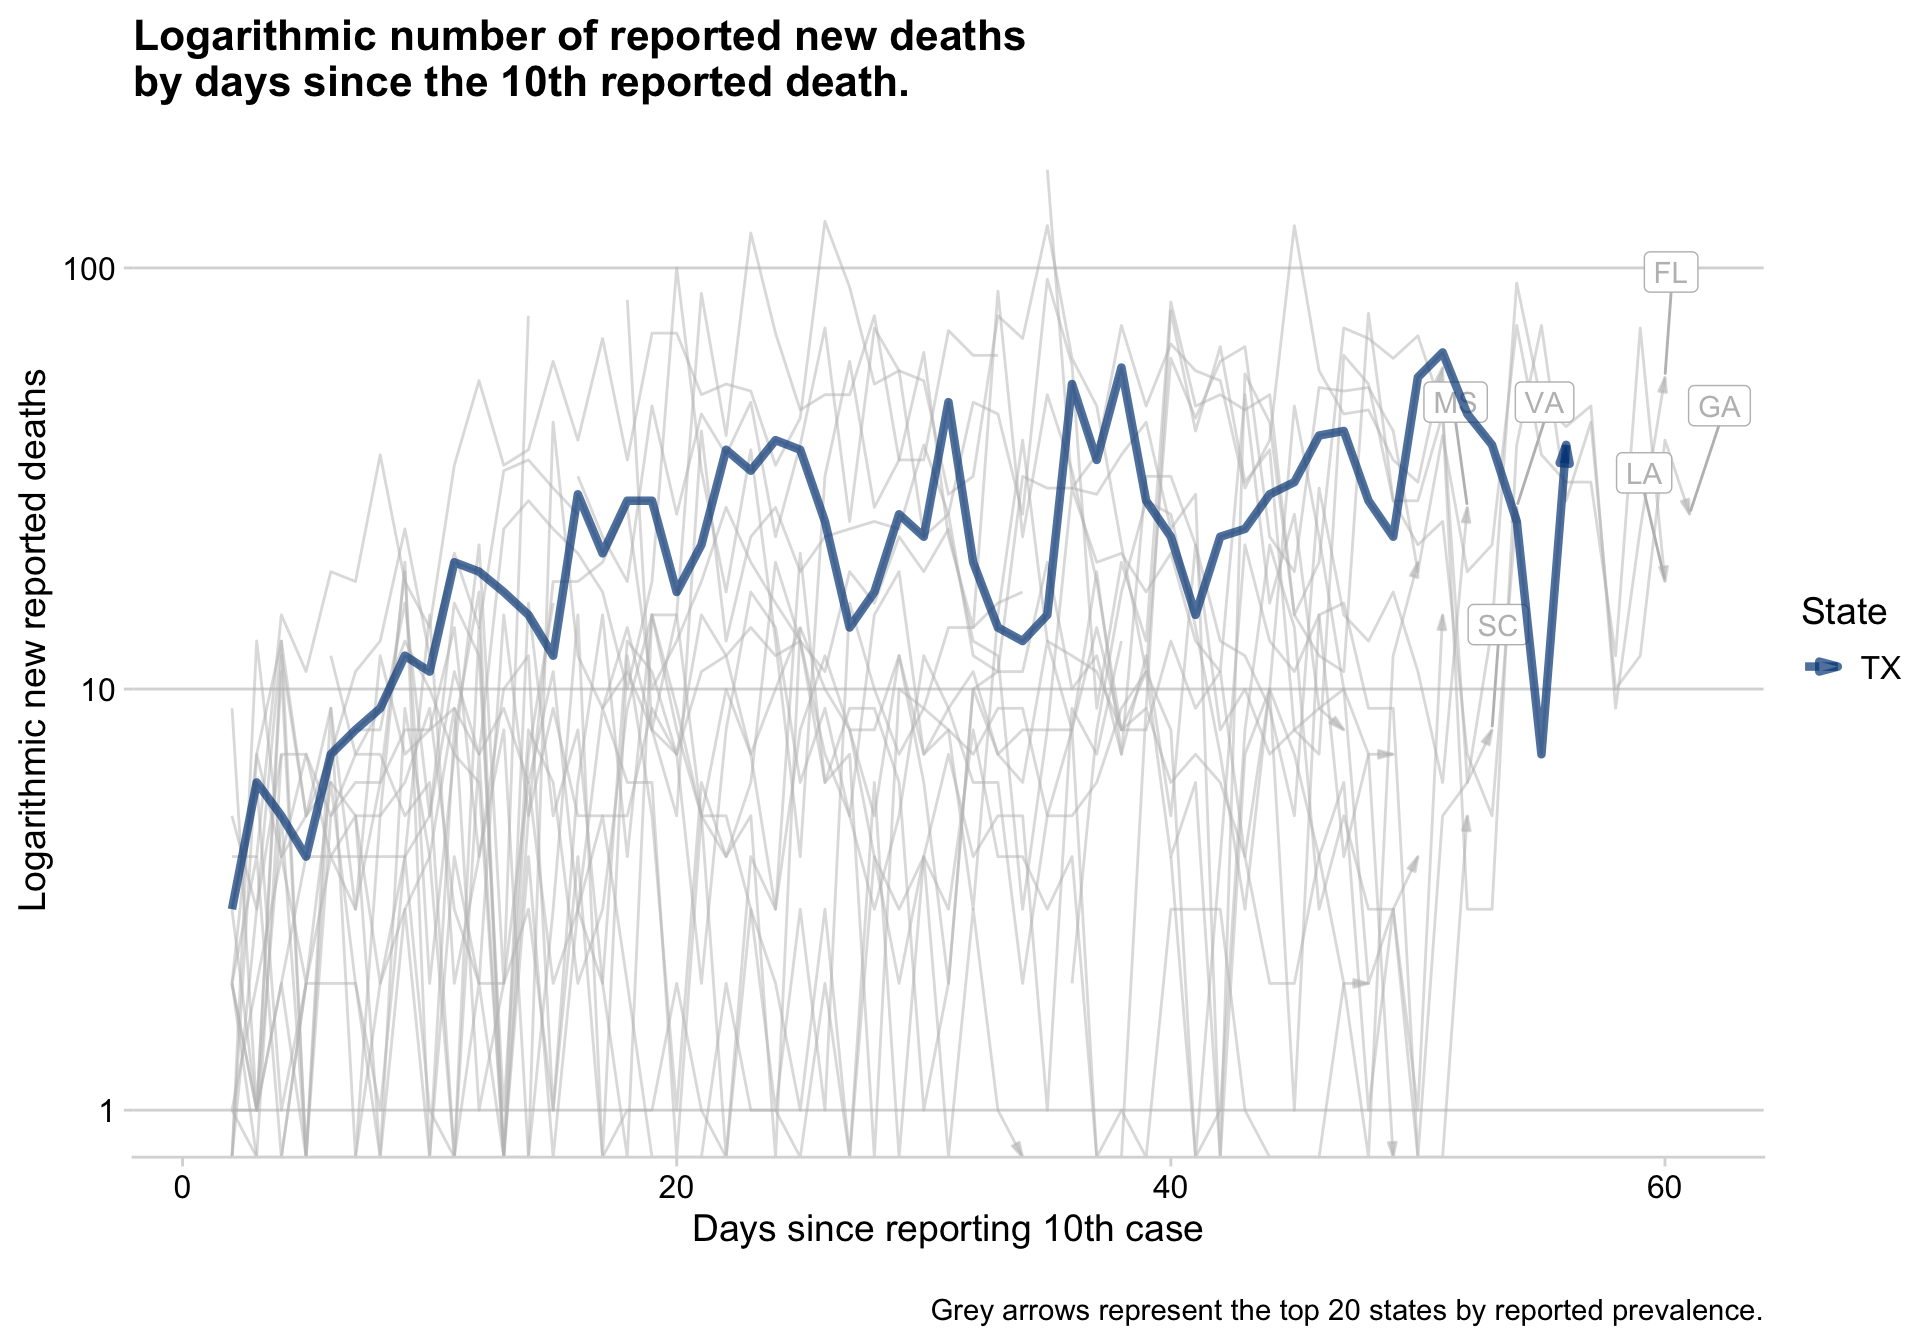 Logarithmic number of reported new deaths
by days since the 10th reported death.
Logarithmic new reported deaths
100
10
1
FL
MS
VA
GA
LA
SC
State
TX
0
20
40
60
Days since reporting 10th case
Grey arrows represent the top 20 states by reported prevalence.